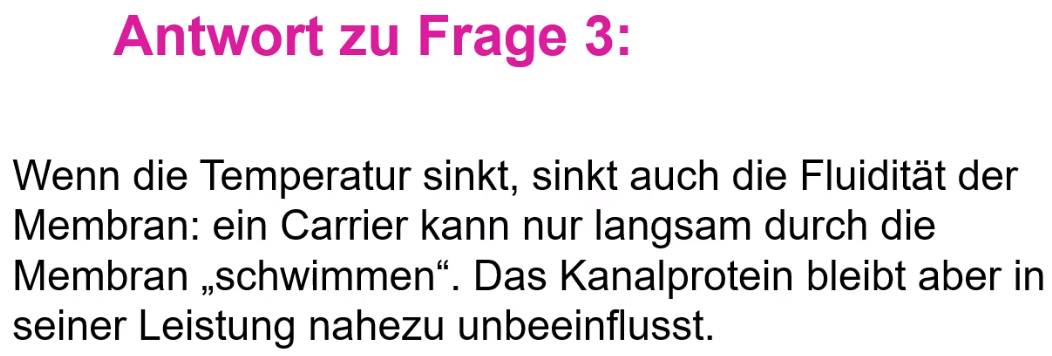 Antwort zu Frage 3:
Wenn die Temperatur sinkt, sinkt auch die Fluidität der
Membran: ein Carrier kann nur langsam durch die
Membran „schwimmen“. Das Kanalprotein bleibt aber in
seiner Leistung nahezu unbeeinflusst.